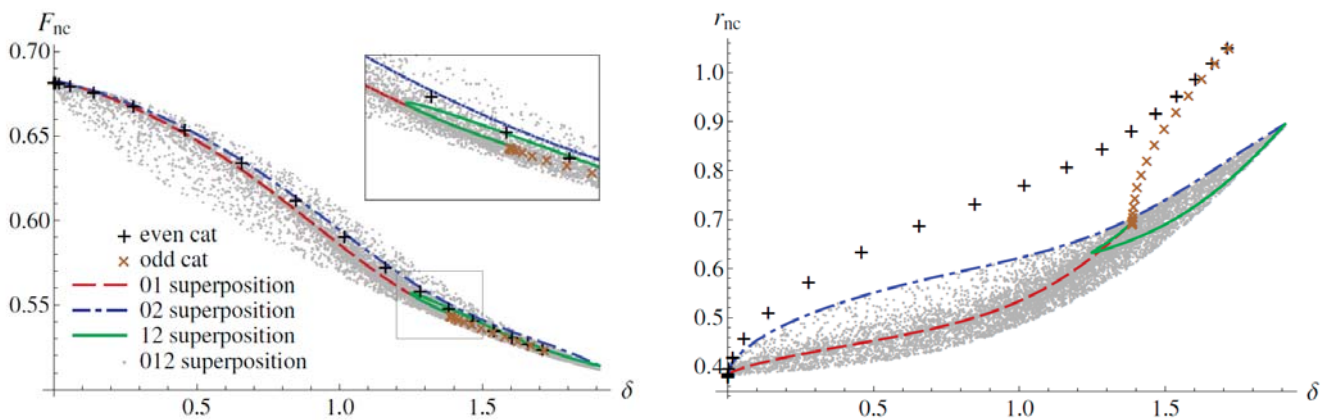 F_nc
0.70
0.65
0.60
0.55
+ even cat
× odd cat
01 superposition
02 superposition
12 superposition
012 superposition
0.5 1.0 1.5 δ
r_nc
1.0
0.9
0.8
0.7
0.6
0.5
0.4
0.5 1.0 1.5 δ